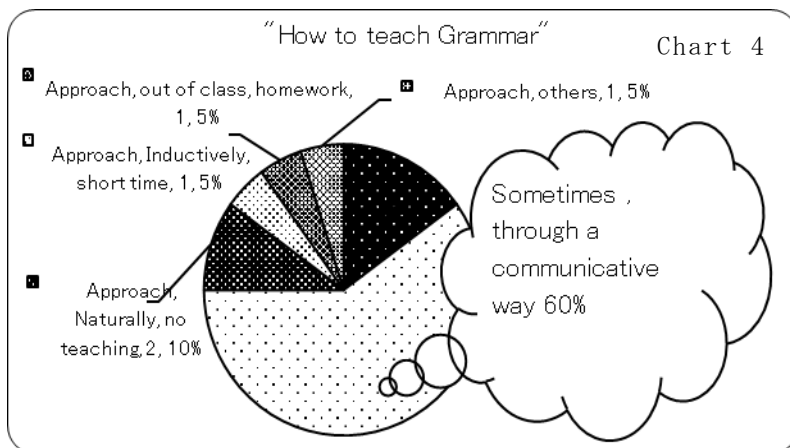 "How to teach Grammar"
Chart 4
Approach, out of class, homework,
1, 5%
Approach, others, 1, 5%
Approach, Inductively,
short time, 1, 5%
Approach,
Naturally, no
teaching, 2, 10%
Sometimes ,
through a
communicative
way 60%